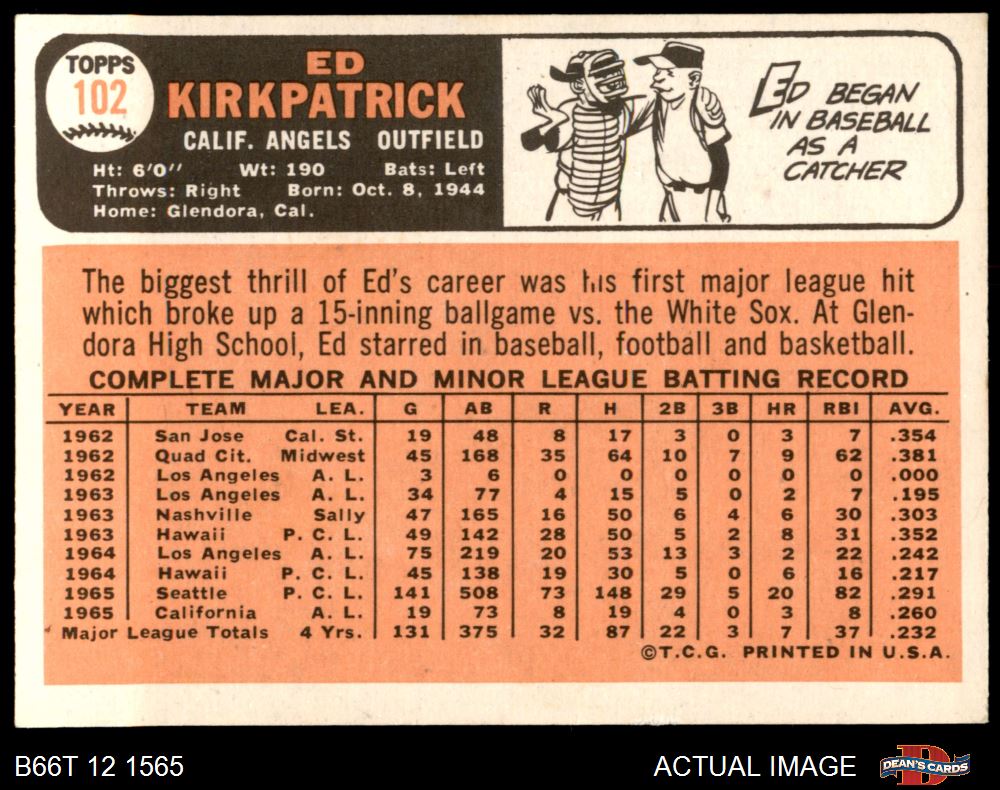 TOPPS
102
ED
KIRKPATRICK
CALIF. ANGELS OUTFIELD
Ht: 6'0" Wt: 190 Bats: Left
Throws: Right Born: Oct. 8, 1944
Home: Glendora, Cal.
ED BEGAN
IN BASEBALL
AS A
CATCHER
The biggest thrill of Ed's career was his first major league hit
which broke up a 15-inning ballgame vs. the White Sox. At Glen-
dora High School, Ed starred in baseball, football and basketball.
COMPLETE MAJOR AND MINOR LEAGUE BATTING RECORD
YEAR TEAM LEA. G AB R H 2B 3B HR RBI AVG.
1962 San Jose Cal. St. 19 48 8 17 3 0 3 7 .354
1962 Quad Cit. Midwest 45 168 35 64 10 7 9 62 .381
1962 Los Angeles A. L. 3 6 0 0 0 0 0 0 .000
1963 Los Angeles A. L. 34 77 4 15 5 0 2 7 .195
1963 Nashville Sally 47 165 16 50 6 4 6 30 .303
1963 Hawaii P. C. L. 49 142 28 50 5 2 8 31 .352
1964 Los Angeles A. L. 75 219 20 53 13 3 2 22 .242
1964 Hawaii P. C. L. 45 138 19 30 5 0 6 16 .217
1965 Seattle P. C. L. 141 508 73 148 29 5 20 82 .291
1965 California A. L. 19 73 8 19 4 0 3 8 .260
Major League Totals 4 Yrs. 131 375 32 87 22 3 7 37 .232
©T.C.G. PRINTED IN U.S.A.
B66T 12 1565
ACTUAL IMAGE
DEAN'S CARDS